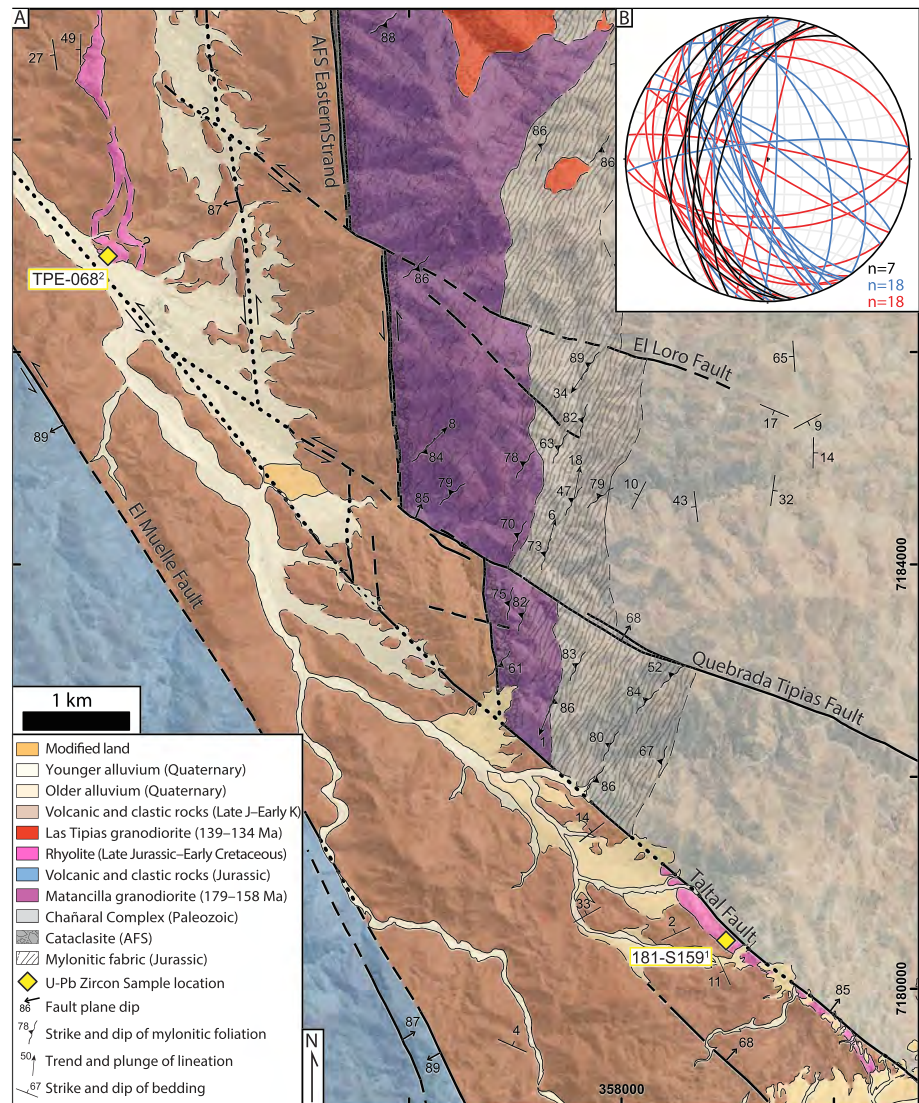 A
B
49
27
88
AFS EasternStrand
86
86
?
87
?
TPE-068²
86
n=7
n=18
n=18
El Loro Fault
89
34
65
82
17
9
8
63
14
84
78
18
89
79
47
79
10
43
32
85
6
70
73
El Muelle Fault
7184000
75
82
68
Quebrada Tipias Fault
61
83
52
84
1 km
86
1
80
67
86
14
Taltal Fault
33
2
181-S159¹
11
85
7180000
87
4
68
89
358000
N
Modified land
Younger alluvium (Quaternary)
Older alluvium (Quaternary)
Volcanic and clastic rocks (Late J–Early K)
Las Tipias granodiorite (139–134 Ma)
Rhyolite (Late Jurassic–Early Cretaceous)
Volcanic and clastic rocks (Jurassic)
Matancilla granodiorite (179–158 Ma)
Chañaral Complex (Paleozoic)
Cataclasite (AFS)
Mylonitic fabric (Jurassic)
U-Pb Zircon Sample location
86 Fault plane dip
78 Strike and dip of mylonitic foliation
50 Trend and plunge of lineation
67 Strike and dip of bedding